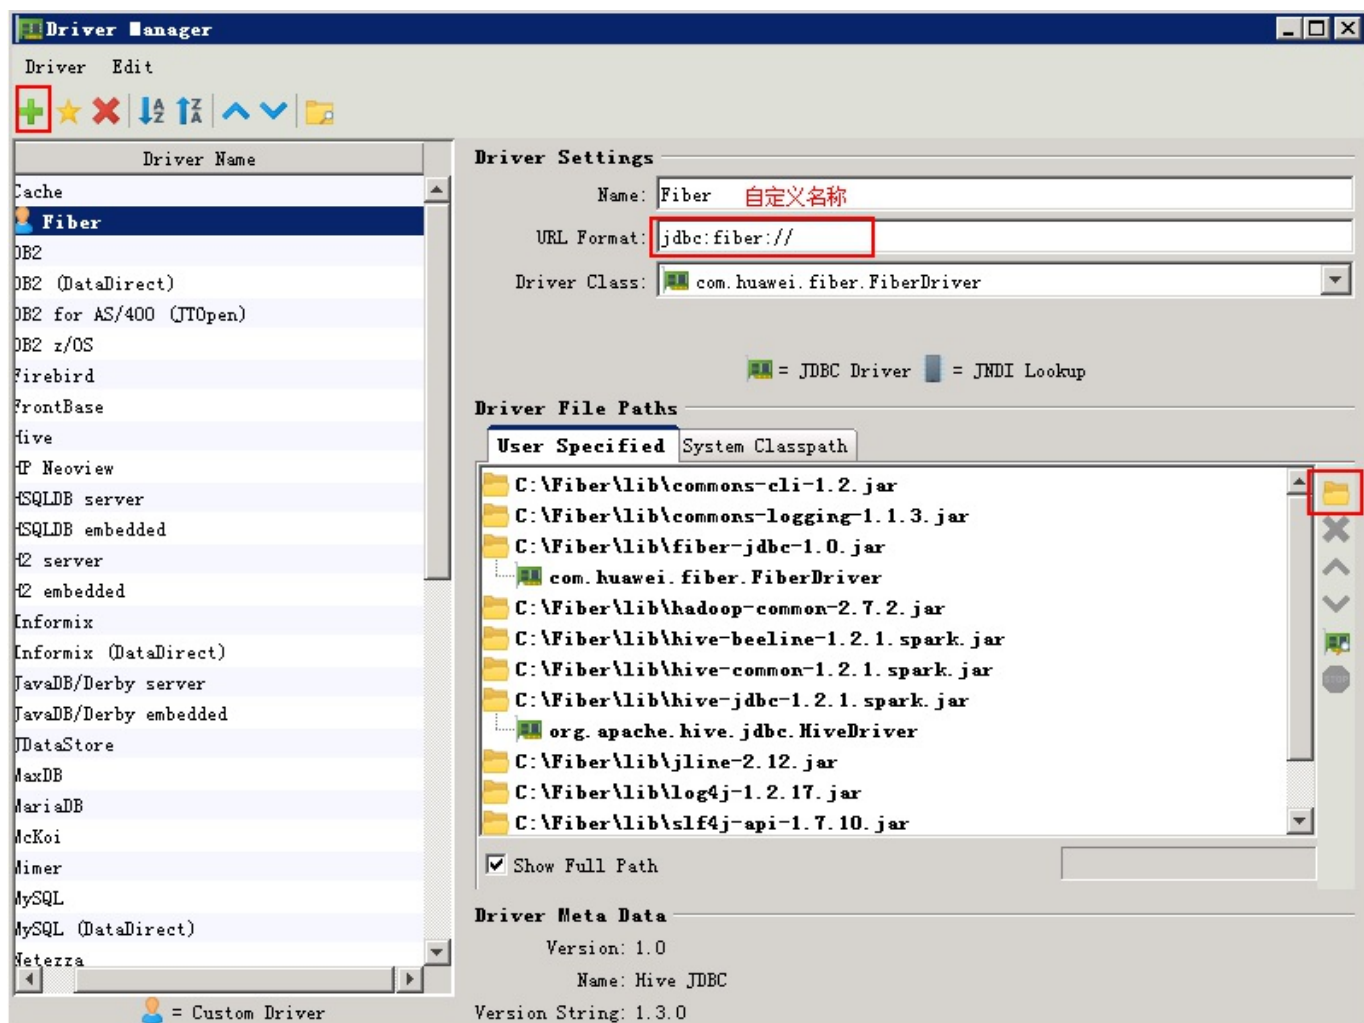 Driver Manager
Driver Edit
Driver Name
Cache
Fiber
DB2
DB2 (DataDirect)
DB2 for AS/400 (JTOpen)
DB2 z/OS
Firebird
FrontBase
Hive
HP Neoview
HSQLDB server
HSQLDB embedded
H2 server
H2 embedded
Informix
Informix (DataDirect)
JavaDB/Derby server
JavaDB/Derby embedded
JDataStore
MaxDB
MariaDB
McKoi
Mimer
MySQL
MySQL (DataDirect)
Netezza
= Custom Driver
Driver Settings
Name: Fiber 自定义名称
URL Format: jdbc:fiber://
Driver Class: com.huawei.fiber.FiberDriver
= JDBC Driver = JNDI Lookup
Driver File Paths
User Specified System Classpath
C:\Fiber\lib\commons-cli-1.2.jar
C:\Fiber\lib\commons-logging-1.1.3.jar
C:\Fiber\lib\fiber-jdbc-1.0.jar
com.huawei.fiber.FiberDriver
C:\Fiber\lib\hadoop-common-2.7.2.jar
C:\Fiber\lib\hive-beeline-1.2.1.spark.jar
C:\Fiber\lib\hive-common-1.2.1.spark.jar
C:\Fiber\lib\hive-jdbc-1.2.1.spark.jar
org.apache.hive.jdbc.HiveDriver
C:\Fiber\lib\jline-2.12.jar
C:\Fiber\lib\log4j-1.2.17.jar
C:\Fiber\lib\slf4j-api-1.7.10.jar
STOP
Show Full Path
Driver Meta Data
Version: 1.0
Name: Hive JDBC
Version String: 1.3.0